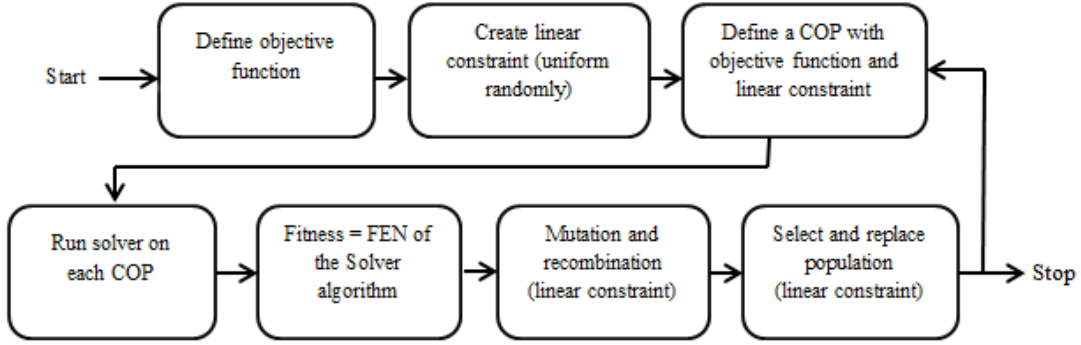 Start
Define objective
function
Create linear
constraint (uniform
randomly)
Define a COP with
objective function and
linear constraint
Run solver on
each COP
Fitness = FEN of
the Solver
algorithm
Mutation and
recombination
(linear constraint)
Select and replace
population
(linear constraint)
Stop